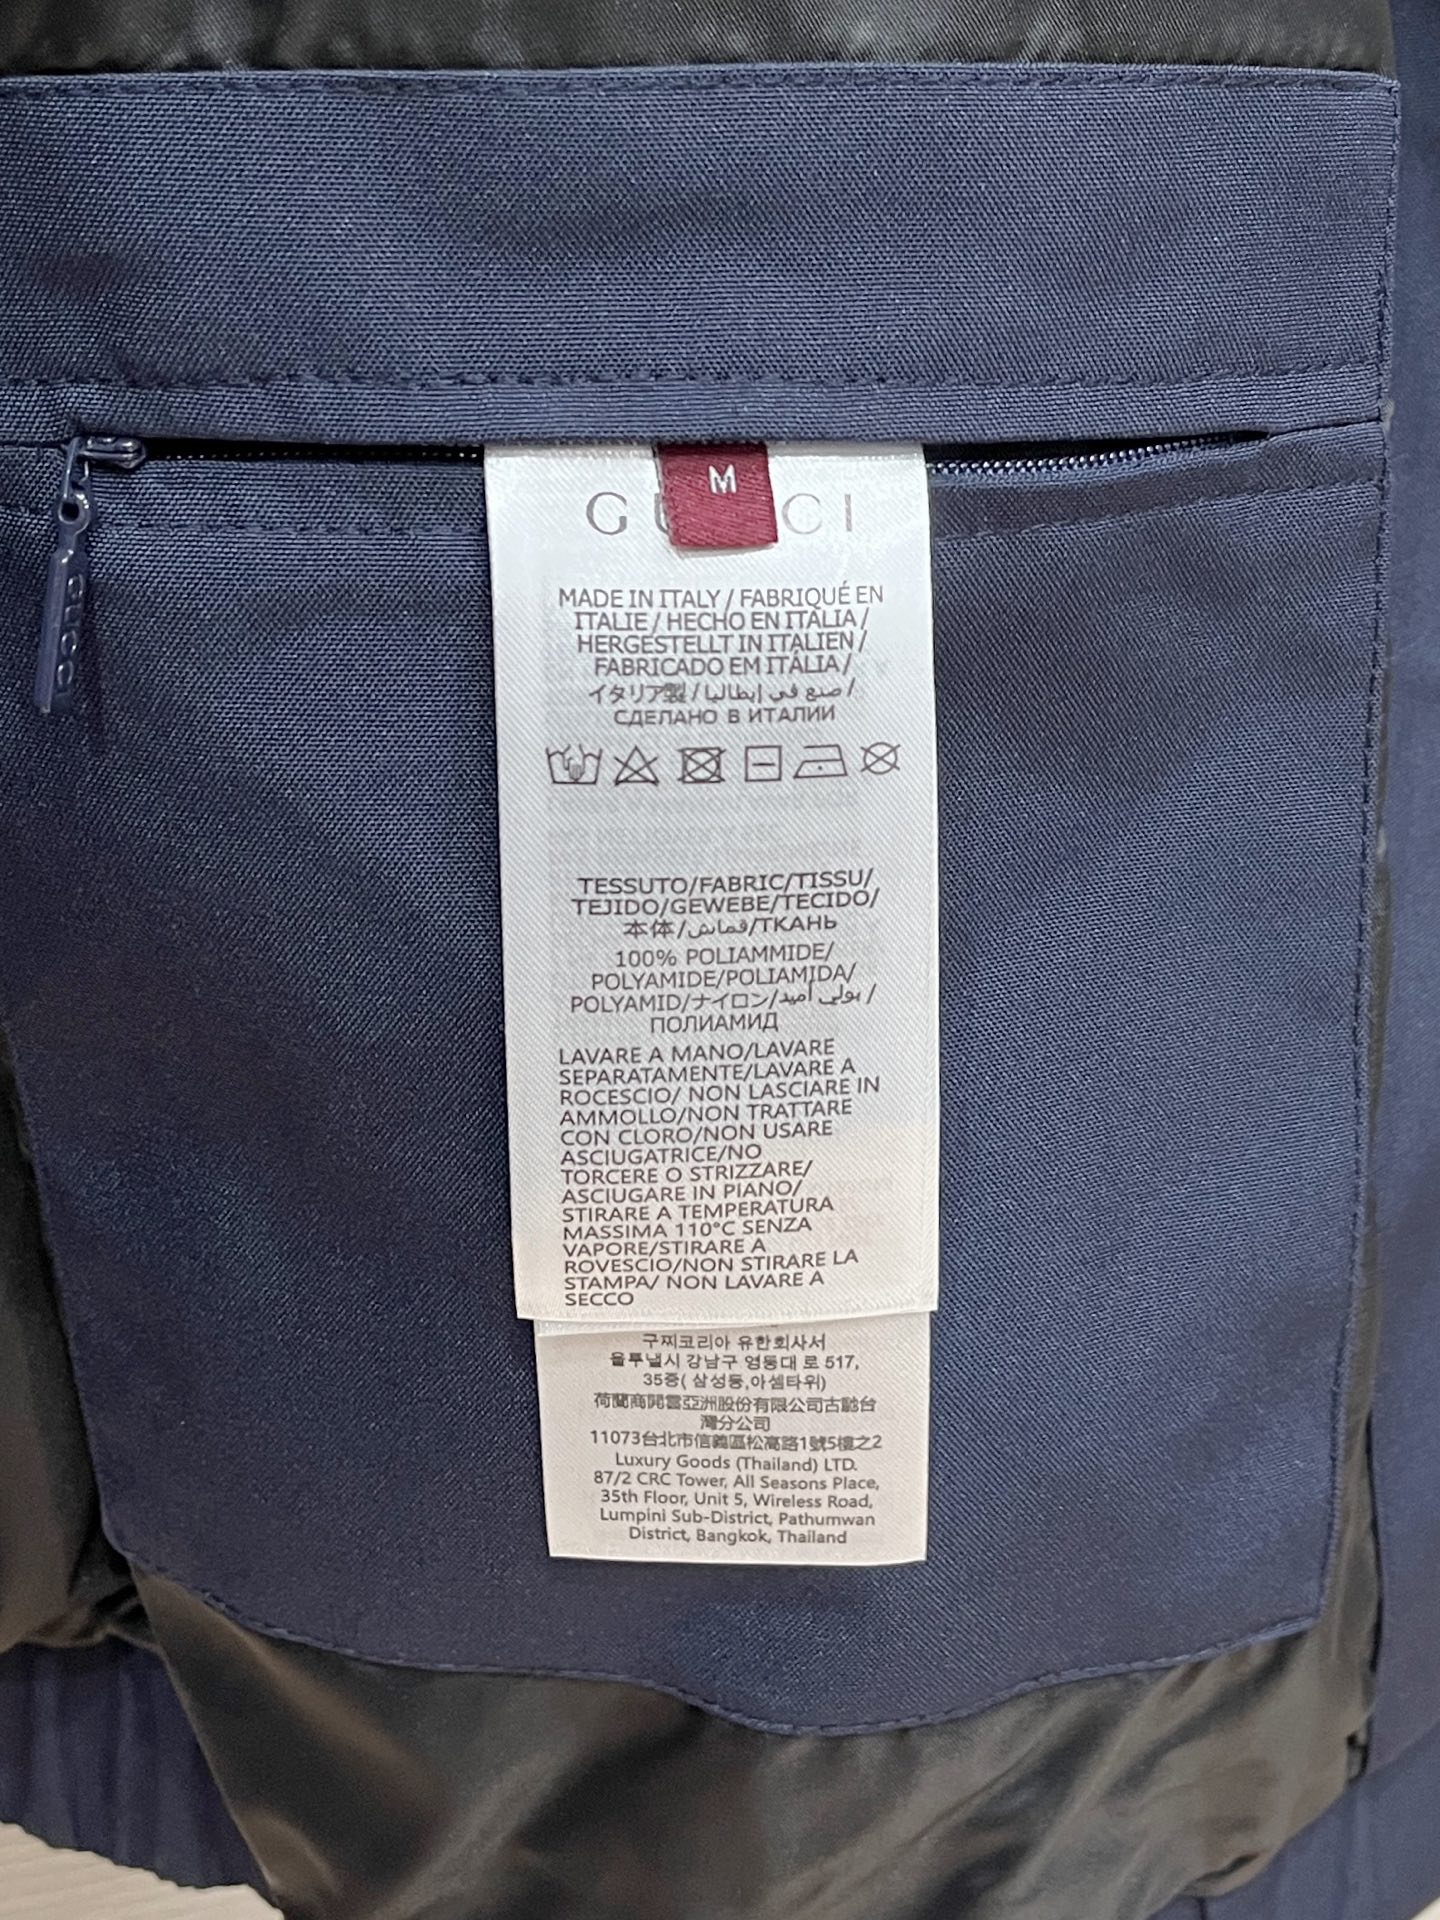 M
GUCCI
GUCCI
MADE IN ITALY / FABRIQUÉ EN
ITALIE / HECHO EN ITALIA /
HERGESTELLT IN ITALIEN /
FABRICADO EM ITÁLIA /
イタリア製 / صنع في إيطاليا /
СДЕЛАНО В ИТАЛИИ
TESSUTO/FABRIC/TISSU/
TEJIDO/GEWEBE/TECIDO/
本体/قماش/ТКАНЬ
100% POLIAMMIDE/
POLYAMIDE/POLIAMIDA/
POLYAMID/ナイロン/بولي أميد /
ПОЛИАМИД
LAVARE A MANO/LAVARE
SEPARATAMENTE/LAVARE A
ROCESCIO/ NON LASCIARE IN
AMMOLLO/NON TRATTARE
CON CLORO/NON USARE
ASCIUGATRICE/NO
TORCERE O STRIZZARE/
ASCIUGARE IN PIANO/
STIRARE A TEMPERATURA
MASSIMA 110°C SENZA
VAPORE/STIRARE A
ROVESCIO/NON STIRARE LA
STAMPA/ NON LAVARE A
SECCO
구찌코리아 유한회사서
울투낼시 강남구 영동대 로 517,
35증( 삼성동,아셈타위)
荷蘭商開雲亞洲股份有限公司古馳台
灣分公司
11073台北市信義區松高路1號5樓之2
Luxury Goods (Thailand) LTD.
87/2 CRC Tower, All Seasons Place,
35th Floor, Unit 5, Wireless Road,
Lumpini Sub-District, Pathumwan
District, Bangkok, Thailand